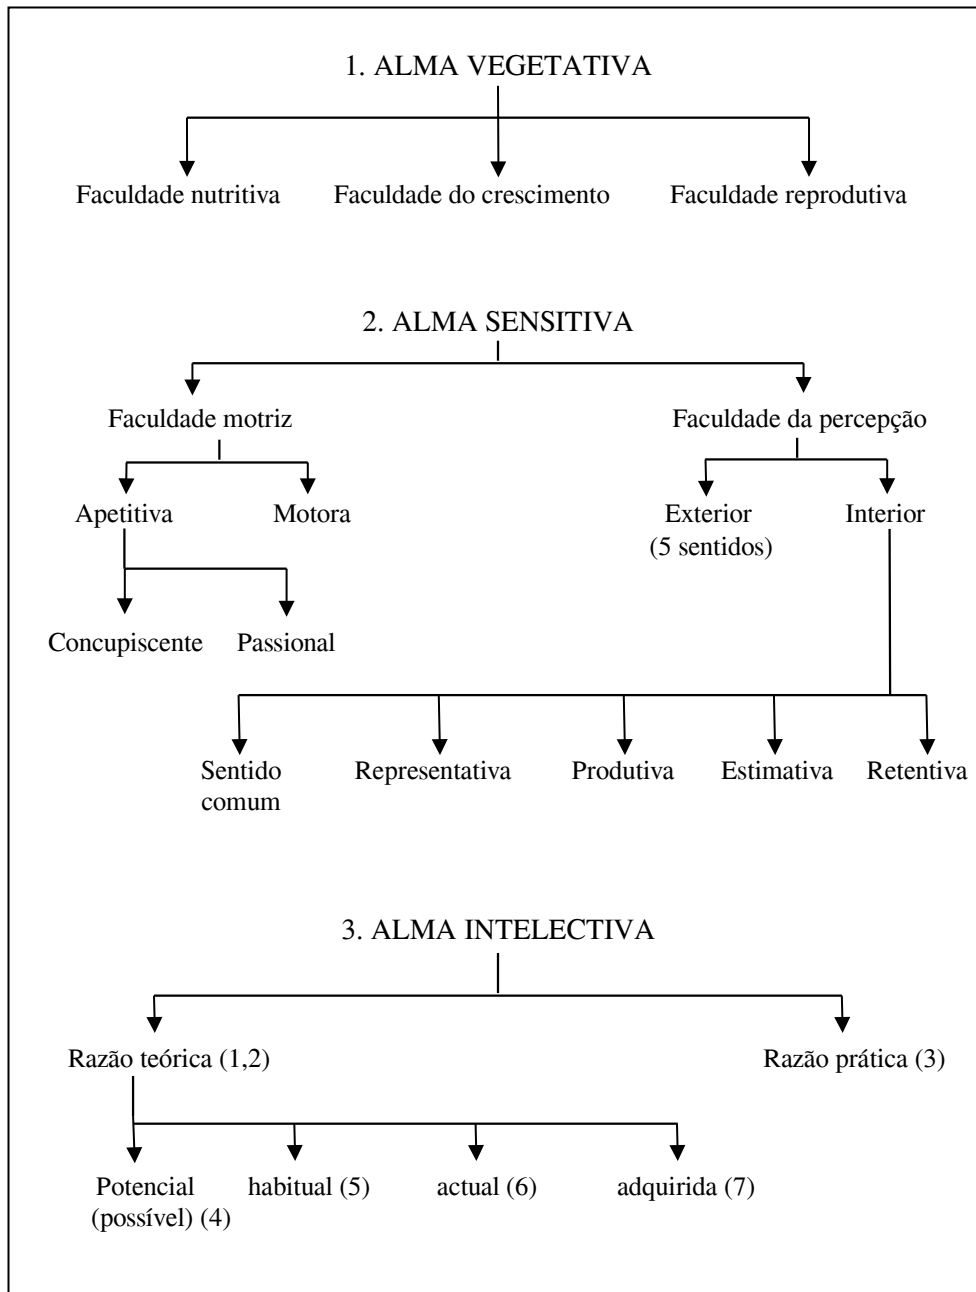 1. ALMA VEGETATIVA
Faculdade nutritiva
Faculdade do crescimento
Faculdade reprodutiva
2. ALMA SENSITIVA
Faculdade motriz
Faculdade da percepção
Apetitiva
Motora
Exterior
(5 sentidos)
Interior
Concupiscente
Passional
Sentido
comum
Representativa
Produtiva
Estimativa
Retentiva
3. ALMA INTELECTIVA
Razão teórica (1,2)
Razão prática (3)
Potencial
(possível) (4)
habitual (5)
actual (6)
adquirida (7)